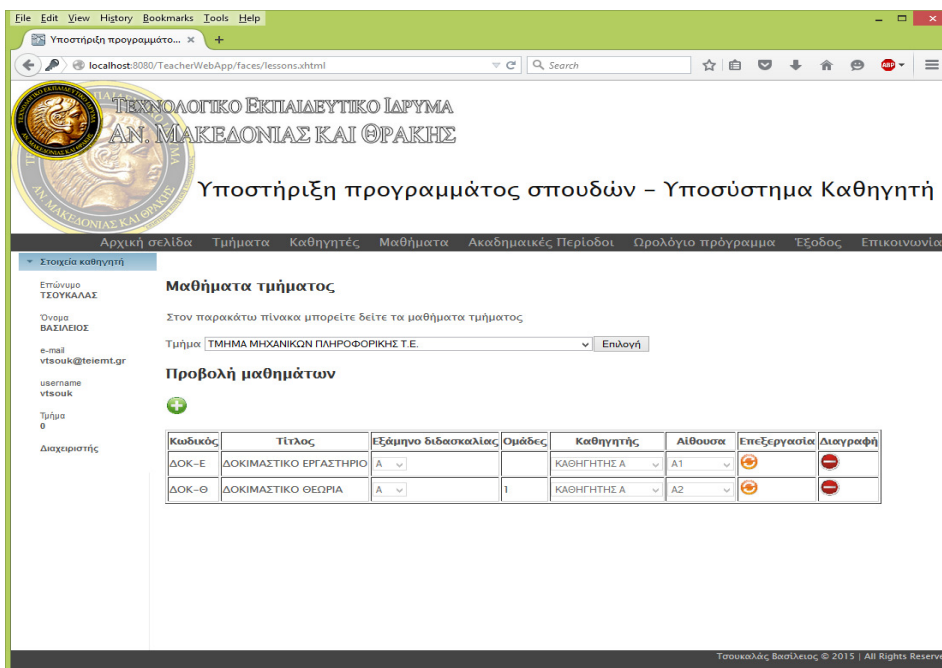 File Edit View History Bookmarks Tools Help
Υποστήριξη προγραμμάτο... × +
localhost:8080/TeacherWebApp/faces/lessons.xhtml Search ABP
ΤΕΧΝΟΛΟΓΙΚΟ ΕΚΠΑΙΔΕΥΤΙΚΟ ΙΔΡΥΜΑ
ΑΝ. ΜΑΚΕΔΟΝΙΑΣ ΚΑΙ ΘΡΑΚΗΣ
Υποστήριξη προγραμμάτος σπουδών – Υποσύστημα Καθηγητή
Αρχική σελίδα Τμήματα Καθηγητές Μαθήματα Ακαδημαικές Περίοδοι Ωρολόγιο πρόγραμμα Έξοδος Επικοινωνία
Στοιχεία καθηγητή
Επώνυμο
ΤΣΟΥΚΑΛΑΣ
Όνομα
ΒΑΣΙΛΕΙΟΣ
e-mail
vtsouk@teiemt.gr
username
vtsouk
Τμήμα
0
Διαχειριστής
Μαθήματα τμήματος
Στον παρακάτω πίνακα μπορείτε δείτε τα μαθήματα τμήματος
Τμήμα ΤΜΗΜΑ ΜΗΧΑΝΙΚΩΝ ΠΛΗΡΟΦΟΡΙΚΗΣ Τ.Ε. Επιλογή
Προβολή μαθημάτων
Κωδικός Τίτλος Εξάμηνο διδασκαλίας Ομάδες Καθηγητής Αίθουσα Επεξεργασία Διαγραφή
ΔΟΚ–Ε ΔΟΚΙΜΑΣΤΙΚΟ ΕΡΓΑΣΤΗΡΙΟ Α ΚΑΘΗΓΗΤΗΣ Α Α1
ΔΟΚ–Θ ΔΟΚΙΜΑΣΤΙΚΟ ΘΕΩΡΙΑ Α 1 ΚΑΘΗΓΗΤΗΣ Α Α2
Τσουκαλάς Βασίλειος © 2015 | All Rights Reserve